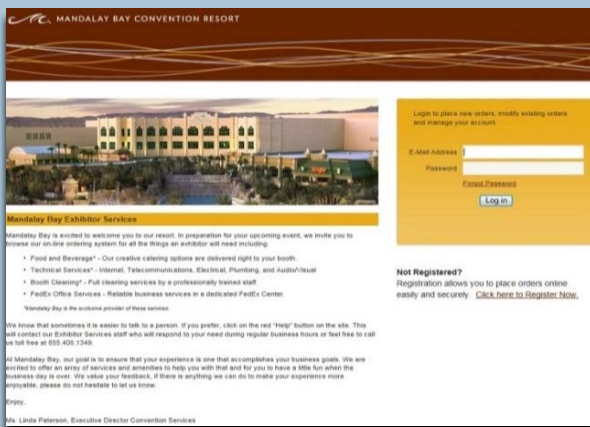 MANDALAY BAY CONVENTION RESORT
Login to place new orders, modify existing orders
and manage your account.
E-Mail Address
Password
Forgot Password
Log in
Mandalay Bay Exhibitor Services
Mandalay Bay is excited to welcome you to our resort. In preparation for your upcoming event, we invite you to
browse our on-line ordering system for all the things an exhibitor will need including:
• Food and Beverage* - Our creative catering options are delivered right to your booth.
• Technical Services* - Internet, Telecommunications, Electrical, Plumbing, and Audio/Visual
• Booth Cleaning* - Full cleaning services by a professionally trained staff.
• FedEx Office Services - Reliable business services in a dedicated FedEx Center.
*Mandalay Bay is the exclusive provider of these services
Not Registered?
Registration allows you to place orders online
easily and securely. Click here to Register Now.
We know that sometimes it is easier to talk to a person. If you prefer, click on the red "Help" button on the site. This
will contact our Exhibitor Services staff who will respond to your need during regular business hours or feel free to call
us toll free at 855.408.1349.
At Mandalay Bay, our goal is to ensure that your experience is one that accomplishes your business goals. We are
excited to offer an array of services and amenities to help you with that and for you to have a little fun when the
business day is over. We value your feedback, if there is anything we can do to make your experience more
enjoyable, please do not hesitate to let us know.
Enjoy,
Ms. Linda Peterson, Executive Director Convention Services